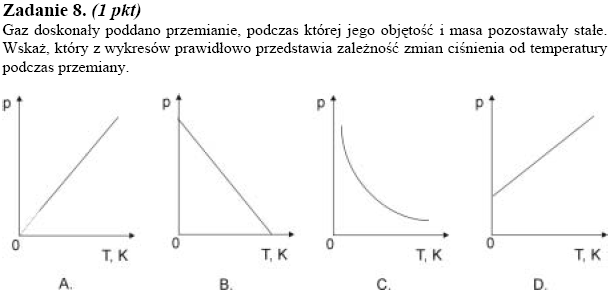 Zadanie 8. (1 pkt)
Gaz doskonały poddano przemianie, podczas której jego objętość i masa pozostawały stałe.
Wskaż, który z wykresów prawidłowo przedstawia zależność zmian ciśnienia od temperatury
podczas przemiany.
p p p p
0 0 0 0
T, K T, K T, K T, K
A. B. C. D.